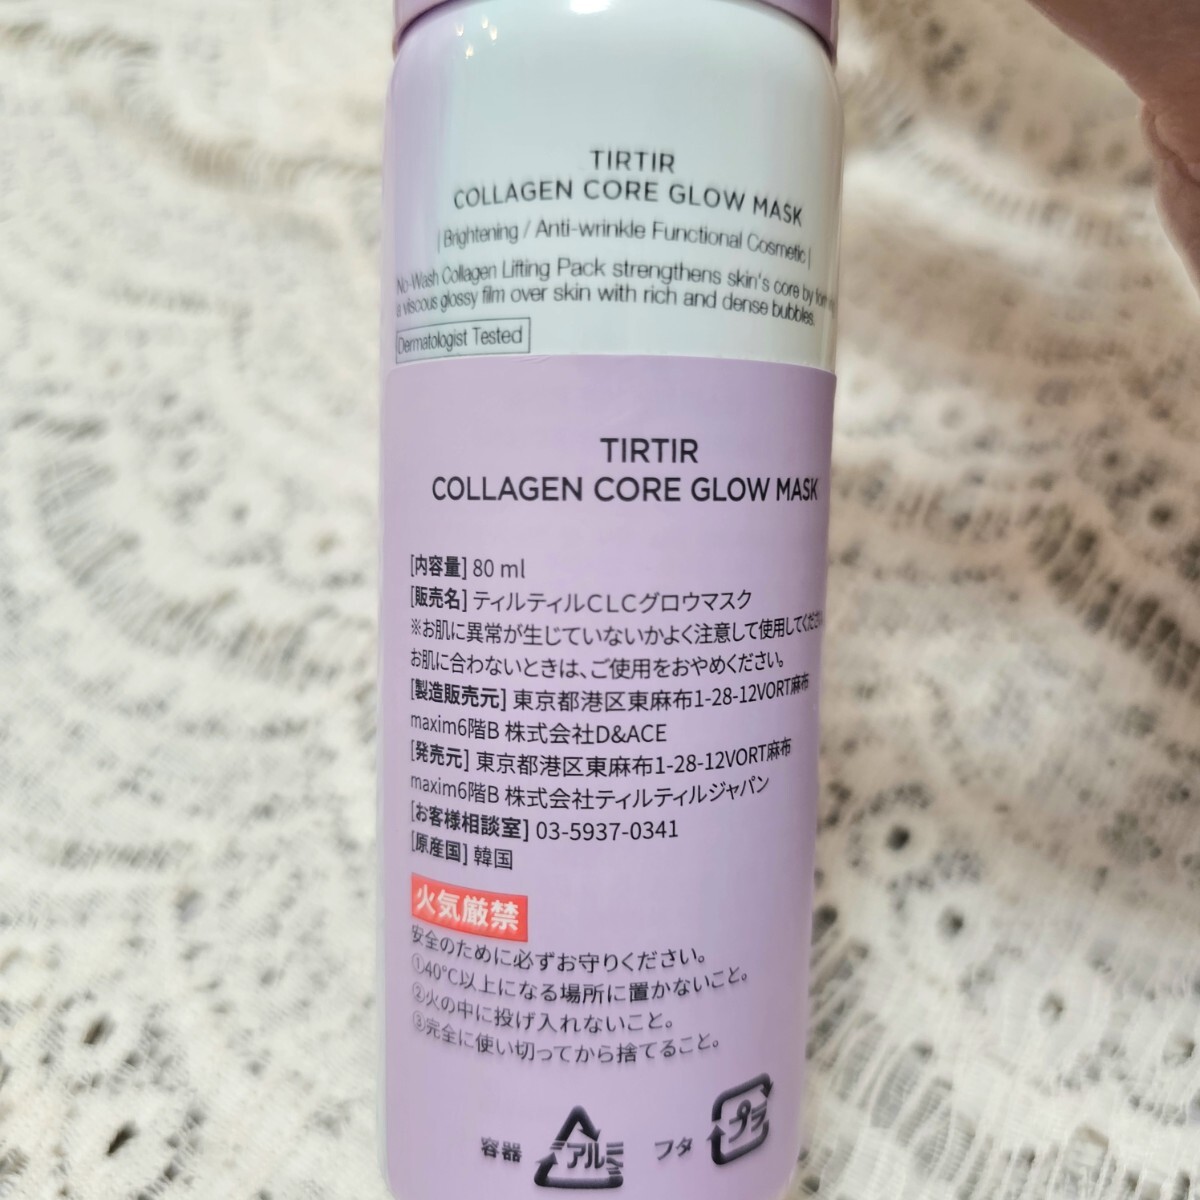 TIRTIR
COLLAGEN CORE GLOW MASK
| Brightening / Anti-wrinkle Functional Cosmetic |
No-Wash Collagen Lifting Pack strengthens skin's core by
a viscous glossy film over skin with rich and dense bubbles.
Dermatologist Tested
TIRTIR
COLLAGEN CORE GLOW MASK
[内容量] 80 ml
[販売名] ティルティルCLCグロウマスク
※お肌に異常が生じていないかよく注意して使用してください
お肌に合わないときは、ご使用をおやめください。
[製造販売元] 東京都港区東麻布1-28-12VORT麻布
maxim6階B 株式会社D&ACE
[発売元] 東京都港区東麻布1-28-12VORT麻布
maxim6階B 株式会社ティルティルジャパン
[お客様相談室] 03-5937-0341
[原産国] 韓国
火気厳禁
安全のために必ずお守りください。
①40℃以上になる場所に置かないこと。
②火の中に投げ入れないこと。
③完全に使い切ってから捨てること。
容器 アルミ フタ プラ